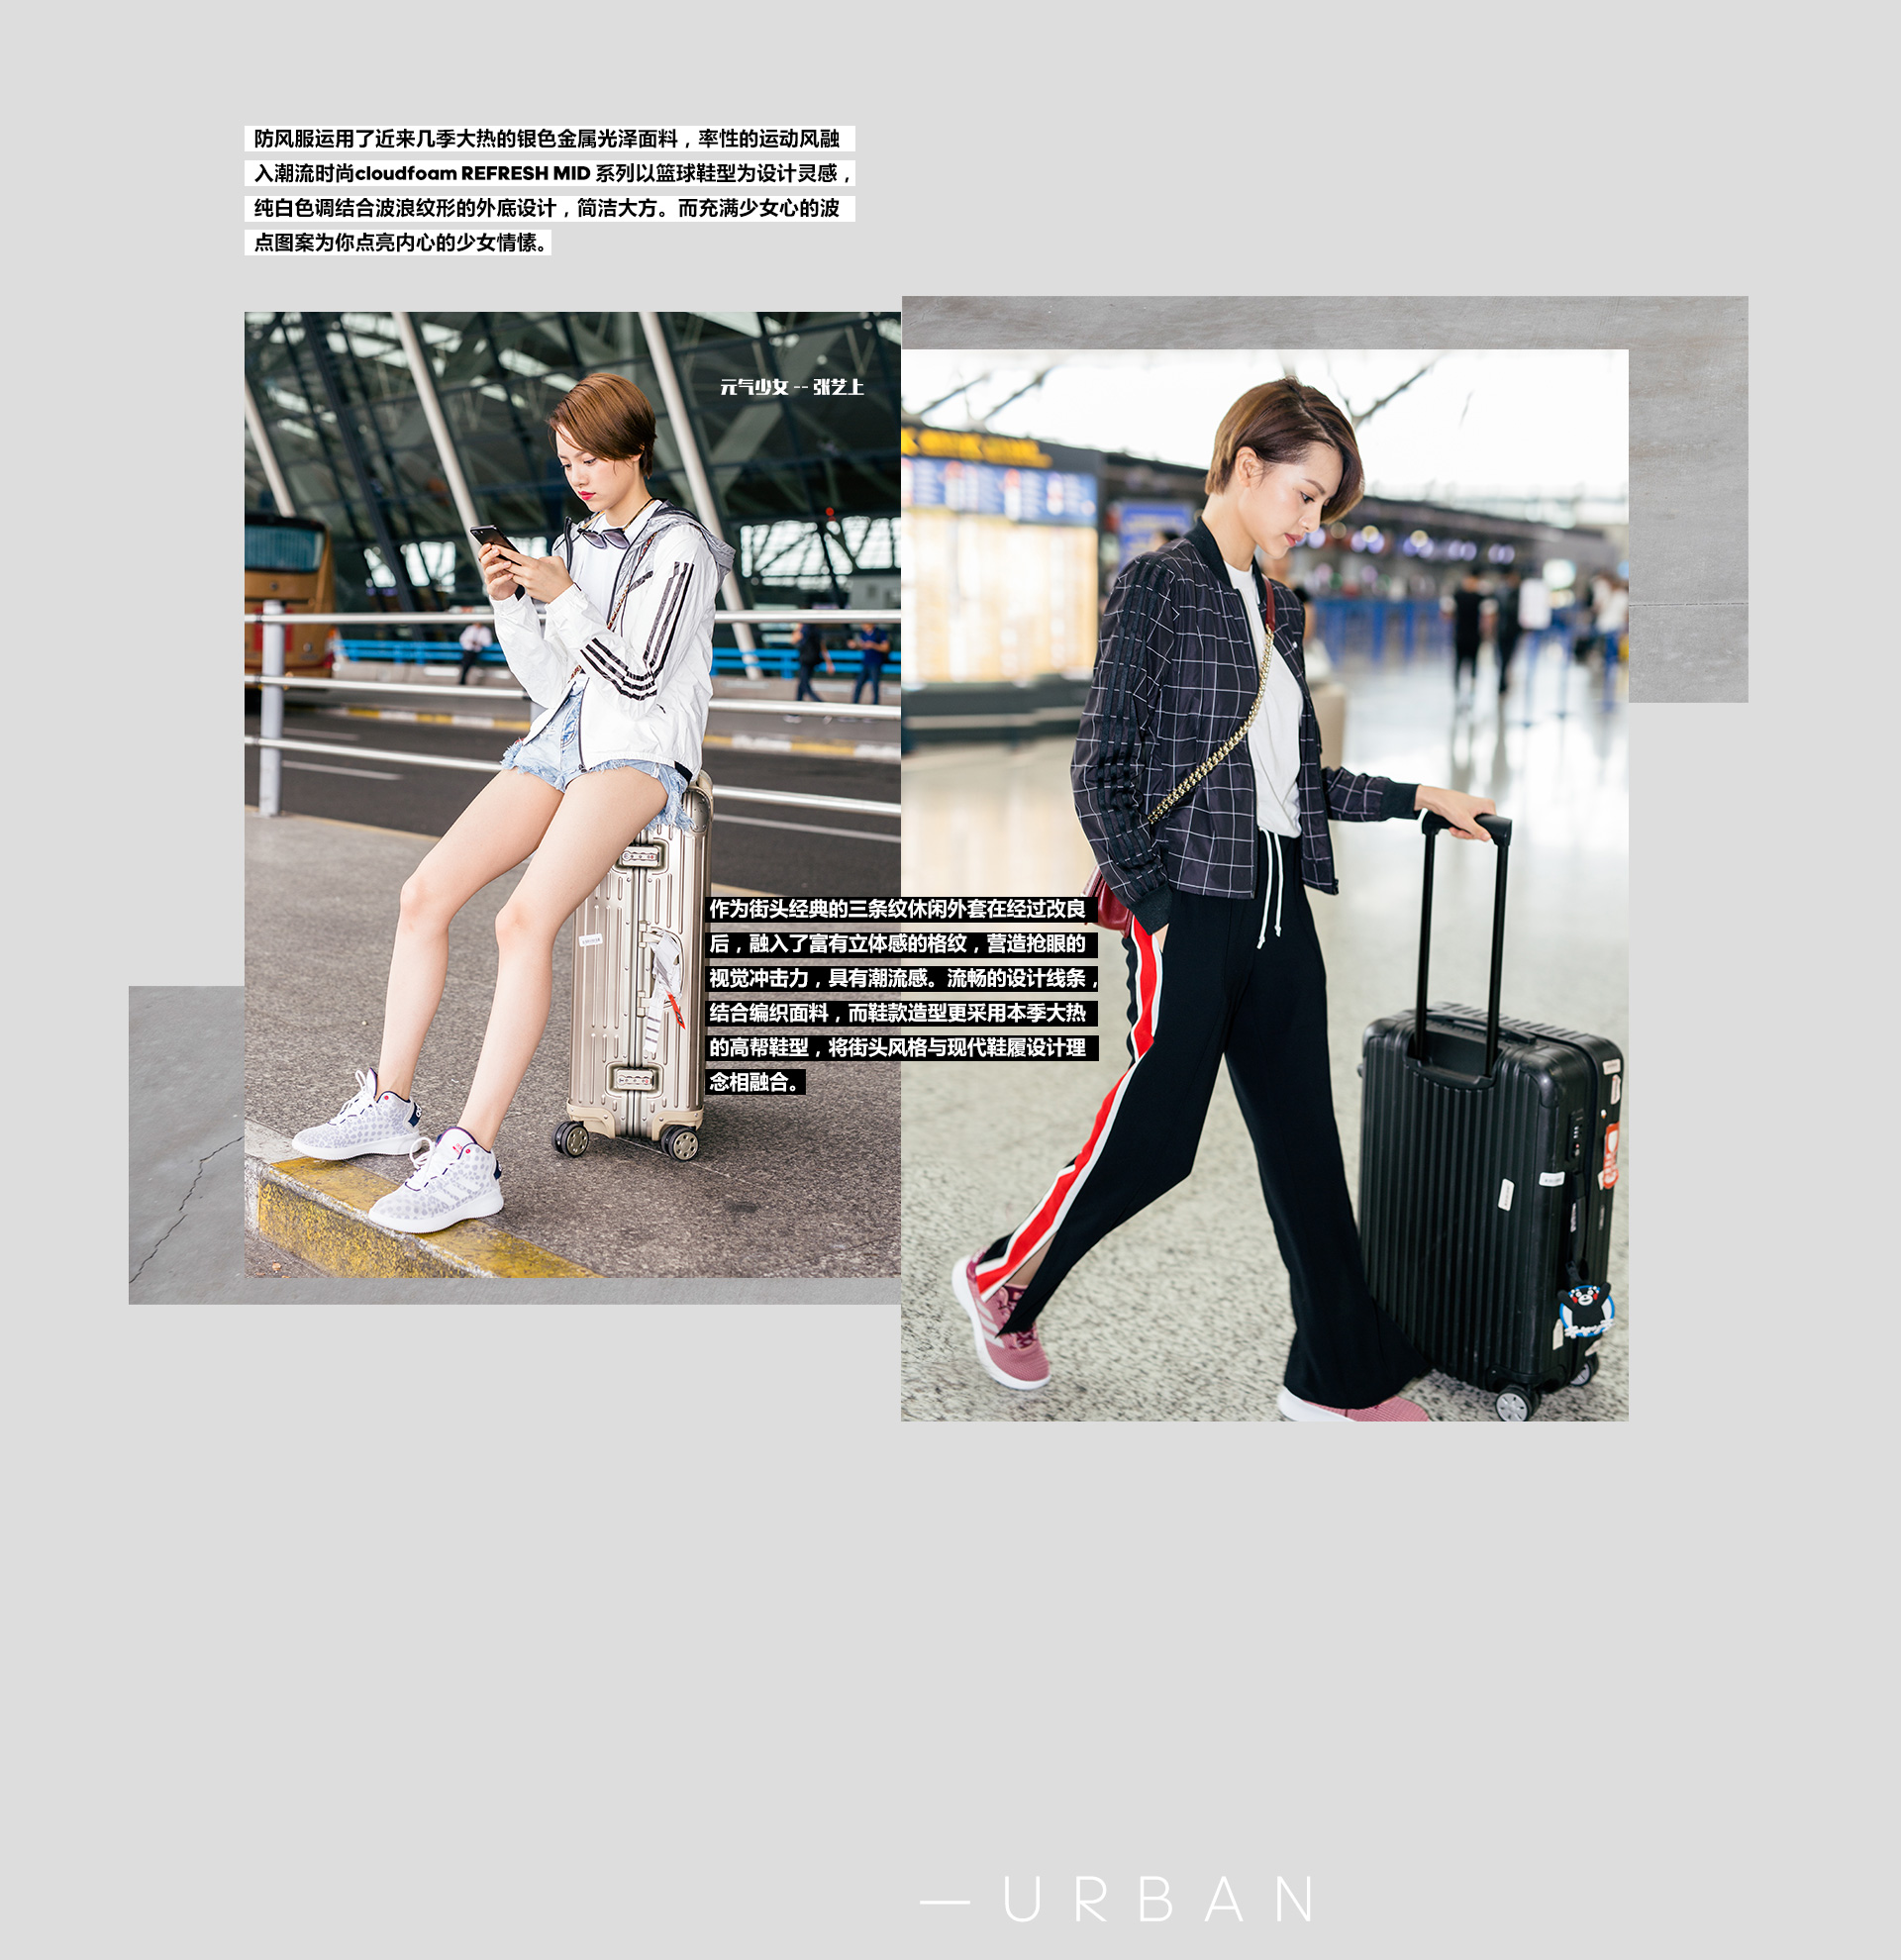 防风服运用了近来几季大热的银色金属光泽面料，率性的运动风融
入潮流时尚cloudfoam REFRESH MID 系列以篮球鞋型为设计灵感，
纯白色调结合波浪纹形的外底设计，简洁大方。而充满少女心的波
点图案为你点亮内心的少女情愫。
元气少女 -- 张艺上
作为街头经典的三条纹休闲外套在经过改良
后，融入了富有立体感的格纹，营造抢眼的
视觉冲击力，具有潮流感。流畅的设计线条，
结合编织面料，而鞋款造型更采用本季大热
的高帮鞋型，将街头风格与现代鞋履设计理
念相融合。
— URBAN